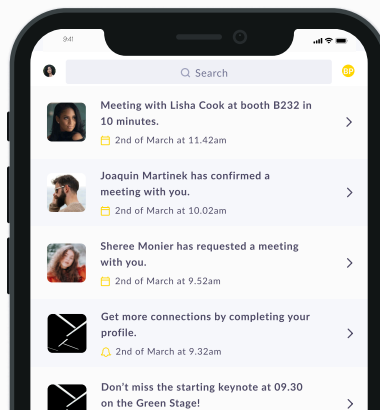 9:41
Search
BP
Meeting with Lisha Cook at booth B232 in
10 minutes.
2nd of March at 11.42am
Joaquin Martinek has confirmed a
meeting with you.
2nd of March at 10.02am
Sheree Monier has requested a meeting
with you.
2nd of March at 9.52am
Get more connections by completing your
profile.
2nd of March at 9.32am
Don’t miss the starting keynote at 09.30
on the Green Stage!